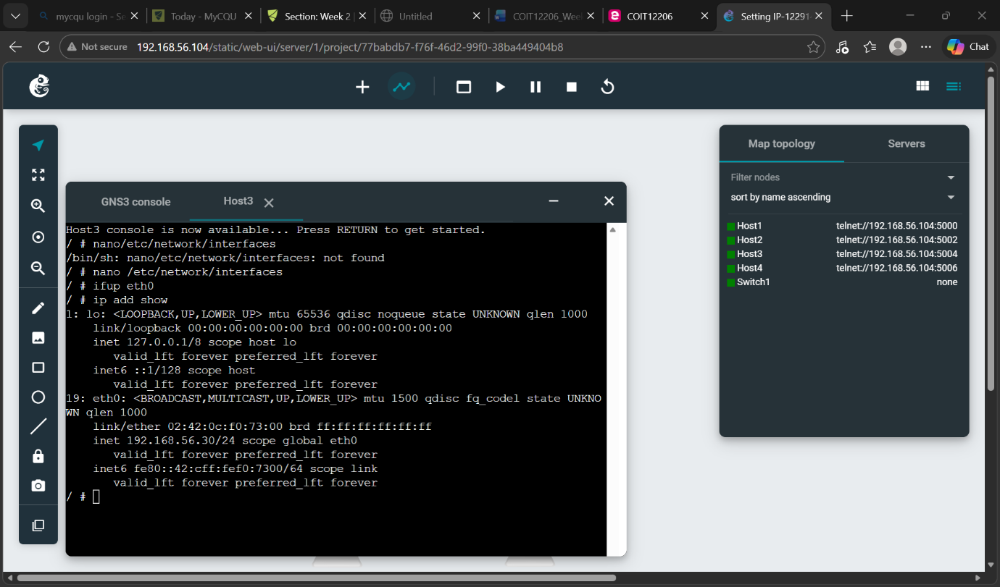 mycqu login - Se
Today - MyCQU
Section: Week 2 |
Untitled
COIT12206_Wee
COIT12206
Setting IP-12291
Not secure
192.168.56.104/static/web-ui/server/1/project/77babdb7-f76f-46d2-99f0-38ba449404b8
Chat
Map topology
Servers
Filter nodes
sort by name ascending
Host1 telnet://192.168.56.104:5000
Host2 telnet://192.168.56.104:5002
Host3 telnet://192.168.56.104:5004
Host4 telnet://192.168.56.104:5006
Switch1 none
GNS3 console
Host3
Host3 console is now available... Press RETURN to get started.
/ # nano/etc/network/interfaces
/bin/sh: nano/etc/network/interfaces: not found
/ # nano /etc/network/interfaces
/ # ifup eth0
/ # ip add show
1: lo: <LOOPBACK,UP,LOWER_UP> mtu 65536 qdisc noqueue state UNKNOWN qlen 1000
link/loopback 00:00:00:00:00:00 brd 00:00:00:00:00:00
inet 127.0.0.1/8 scope host lo
valid_lft forever preferred_lft forever
inet6 ::1/128 scope host
valid_lft forever preferred_lft forever
19: eth0: <BROADCAST,MULTICAST,UP,LOWER_UP> mtu 1500 qdisc fq_codel state UNKNO
WN qlen 1000
link/ether 02:42:0c:f0:73:00 brd ff:ff:ff:ff:ff:ff
inet 192.168.56.30/24 scope global eth0
valid_lft forever preferred_lft forever
inet6 fe80::42:cff:fef0:7300/64 scope link
valid_lft forever preferred_lft forever
/ #